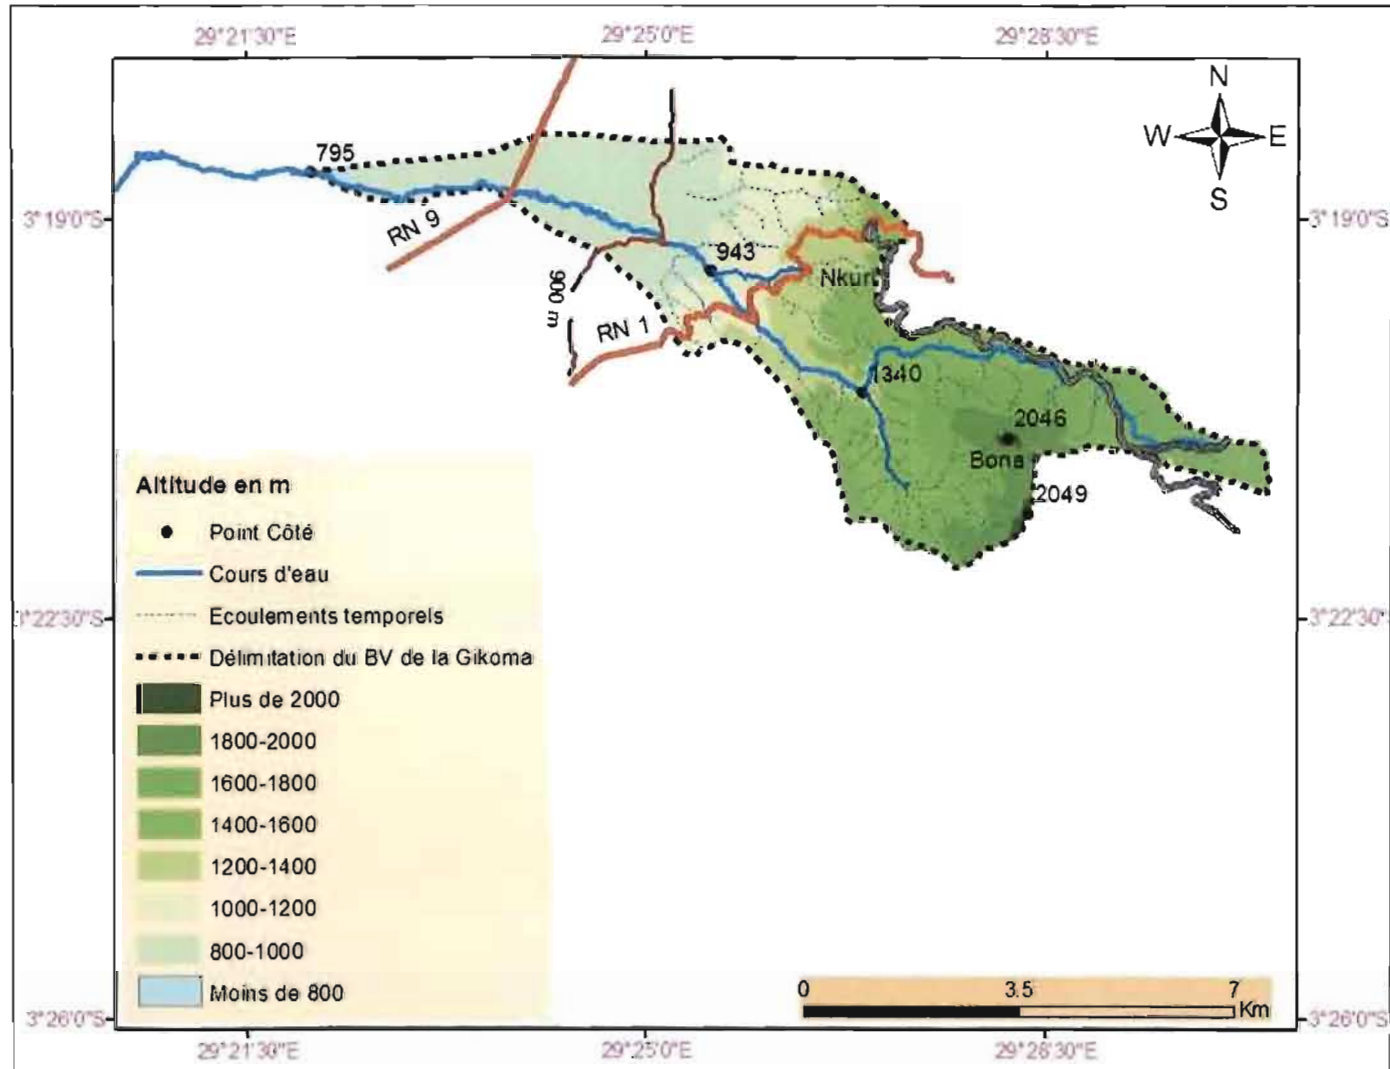 29°21'30"E 29°25'0"E 29°28'30"E
N
W E
S
795
3°19'0"S 3°19'0"S
RN 9
943
Nkuri
900 m
RN 1
1340
2046
Bona
2049
Altitude en m
Point Côté
Cours d'eau
Ecoulements temporels
3°22'30"S 3°22'30"S
Délimitation du BV de la Gikoma
Plus de 2000
1800-2000
1600-1800
1400-1600
1200-1400
1000-1200
800-1000
Moins de 800
0 3.5 7
Km
3°26'0"S 3°26'0"S
29°21'30"E 29°25'0"E 29°28'30"E